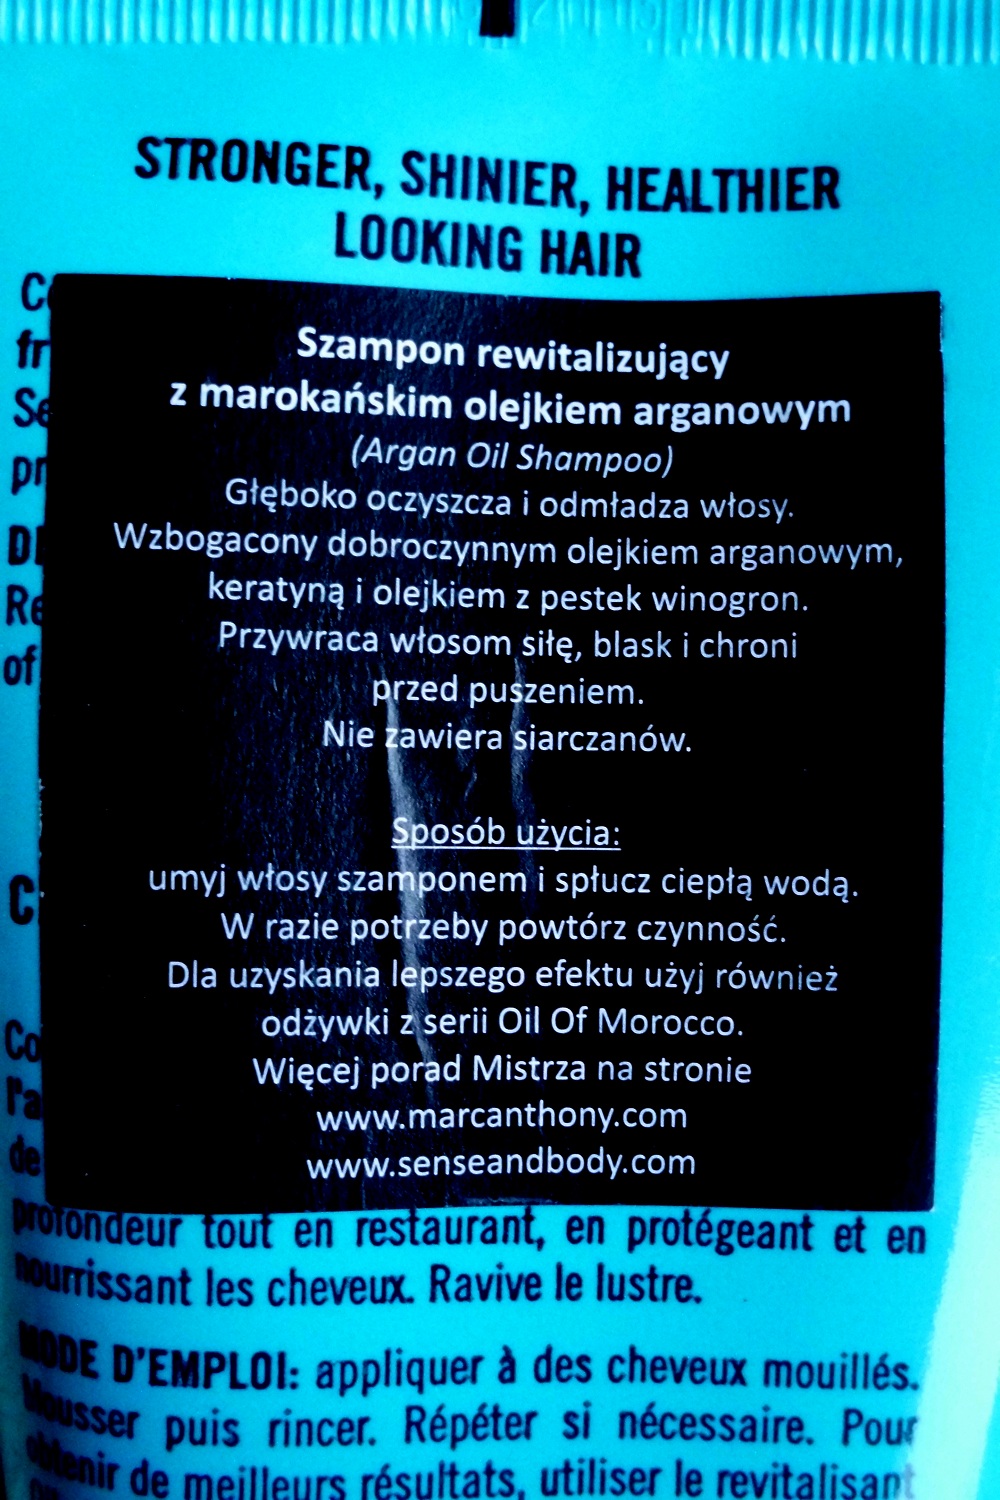 STRONGER, SHINIER, HEALTHIER
LOOKING HAIR
Szampon rewitalizujący
z marokańskim olejkiem arganowym
(Argan Oil Shampoo)
Głęboko oczyszcza i odmładza włosy.
Wzbogacony dobroczynnym olejkiem arganowym,
keratyną i olejkiem z pestek winogron.
Przywraca włosom siłę, blask i chroni
przed puszeniem.
Nie zawiera siarczanów.
Sposób użycia:
umyj włosy szamponem i spłucz ciepłą wodą.
W razie potrzeby powtórz czynność.
Dla uzyskania lepszego efektu użyj również
odżywki z serii Oil Of Morocco.
Więcej porad Mistrza na stronie
www.marcanthony.com
www.senseandbody.com
profondeur tout en restaurant, en protégeant et en
nourrissant les cheveux. Ravive le lustre.
MODE D'EMPLOI: appliquer à des cheveux mouillés.
Mousser puis rincer. Répéter si nécessaire. Pour
obtenir de meilleurs résultats, utiliser le revitalisant